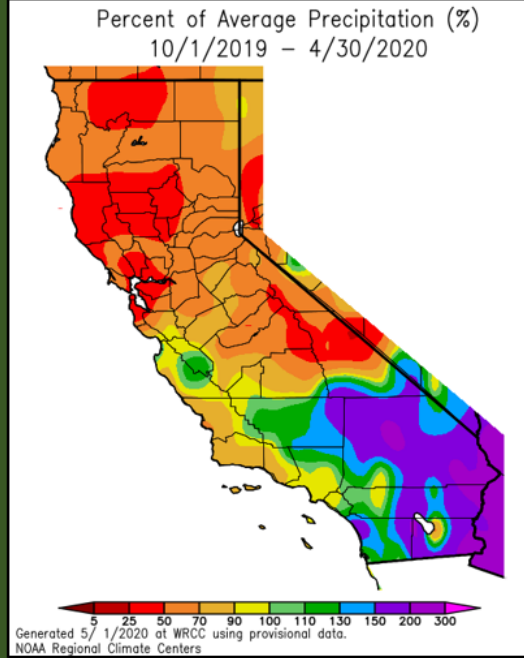 Percent of Average Precipitation (%)
10/1/2019 – 4/30/2020
5 25 50 70 90 100 110 130 150 200 300
Generated 5/ 1/2020 at WRCC using provisional data.
NOAA Regional Climate Centers